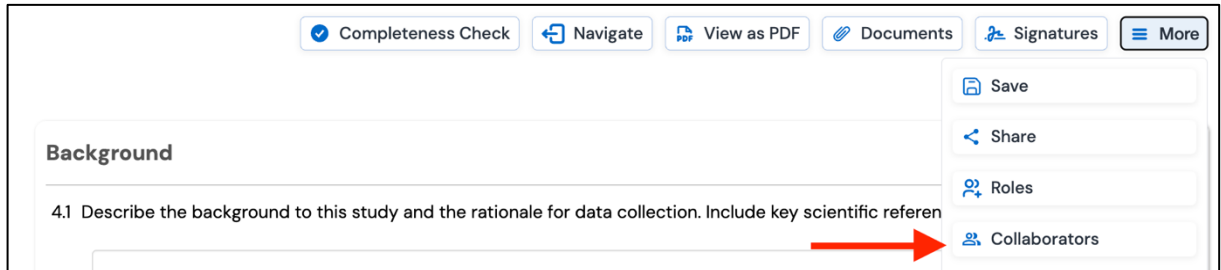 Completeness Check Navigate PDF View as PDF Documents Signatures More
Save
Share
Background
Roles
4.1 Describe the background to this study and the rationale for data collection. Include key scientific
Collaborators